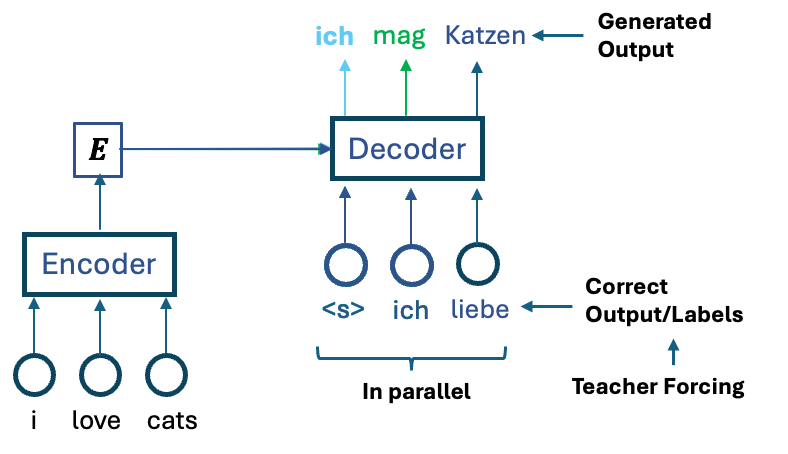 ich mag Katzen
Generated
Output
E
Decoder
Encoder
<s> ich liebe
Correct
Output/Labels
In parallel
Teacher Forcing
i love cats